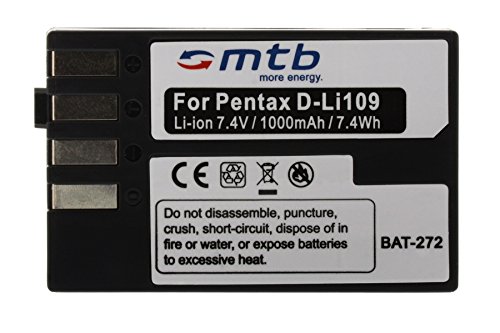 mtb
more energy.
For Pentax D-Li109
Li-ion 7.4V / 1000mAh / 7.4Wh
CE
Do not disassemble, puncture,
crush, short-circuit, dispose of in
fire or water, or expose batteries
to excessive heat.
BAT-272